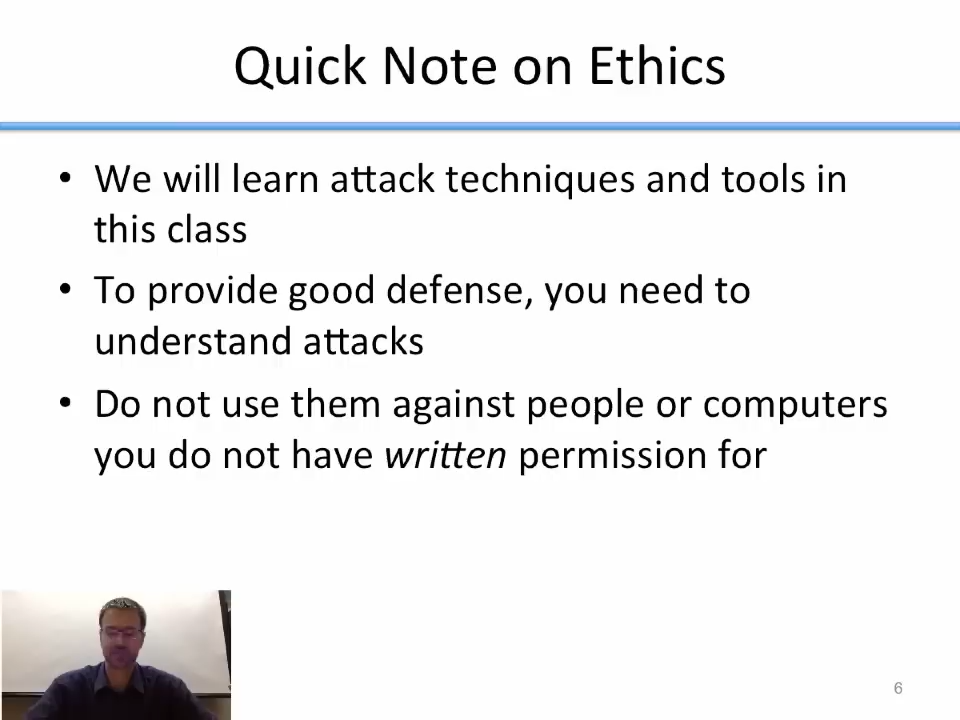 Quick Note on Ethics
• We will learn attack techniques and tools in
this class
• To provide good defense, you need to
understand attacks
• Do not use them against people or computers
you do not have written permission for
6